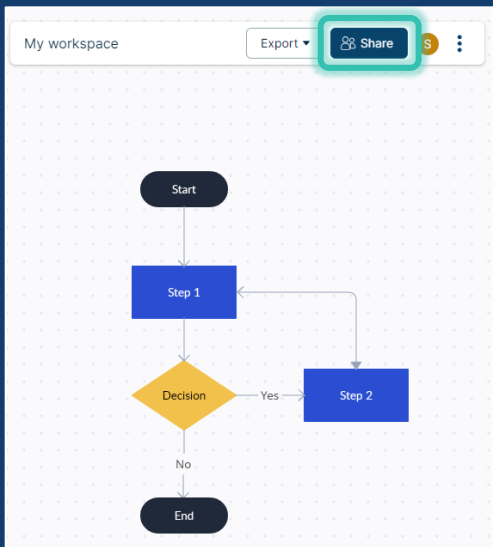 My workspace
Export
Share
S
Start
Step 1
Decision
Yes
Step 2
No
End